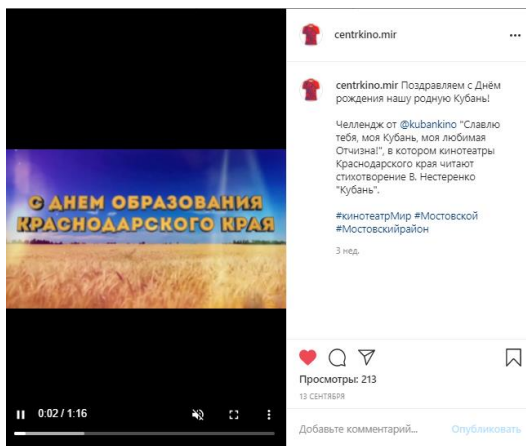 centrkino.mir
С ДНЕМ ОБРАЗОВАНИЯ
КРАСНОДАРСКОГО КРАЯ
0:02 / 1:16
centrkino.mir Поздравляем с Днём
рождения нашу родную Кубань!
Челлендж от @kubankino "Славлю
тебя, моя Кубань, моя любимая
Отчизна!", в котором кинотеатры
Краснодарского края читают
стихотворение В. Нестеренко
"Кубань".
#кинотеатрМир #Мостовской
#Мостовскийрайон
3 нед.
Просмотры: 213
13 СЕНТЯБРЯ
Добавьте комментарий...
Опубликовать